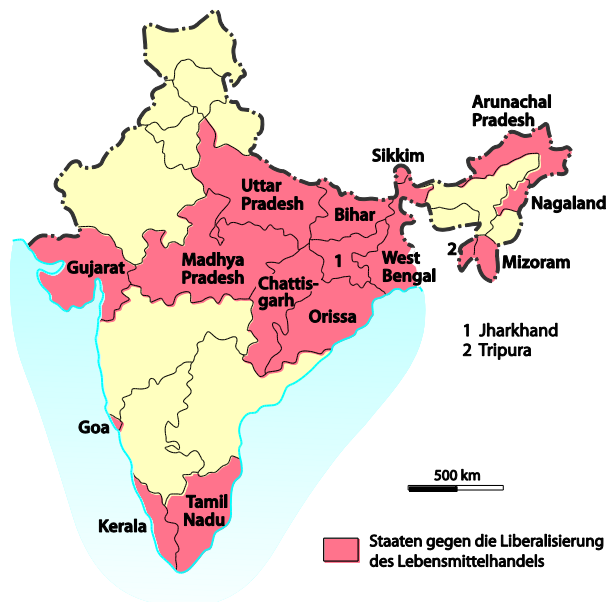 Arunachal
Pradesh
Sikkim
Uttar
Pradesh
Bihar
Nagaland
Gujarat
Madhya
Pradesh
1
West
Bengal
2
Mizoram
Chattis-
garh
Orissa
1 Jharkhand
2 Tripura
Goa
500 km
Tamil
Nadu
Kerala
Staaten gegen die Liberalisierung
des Lebensmittelhandels